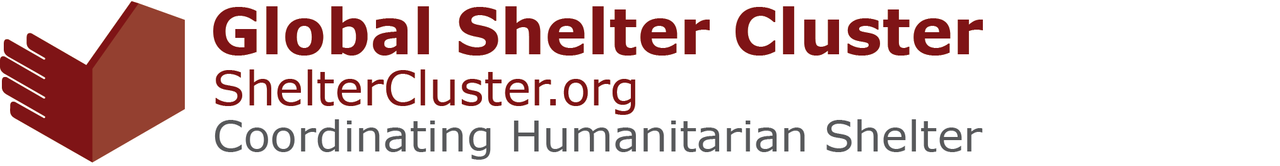 Global Shelter Cluster
ShelterCluster.org
Coordinating Humanitarian Shelter